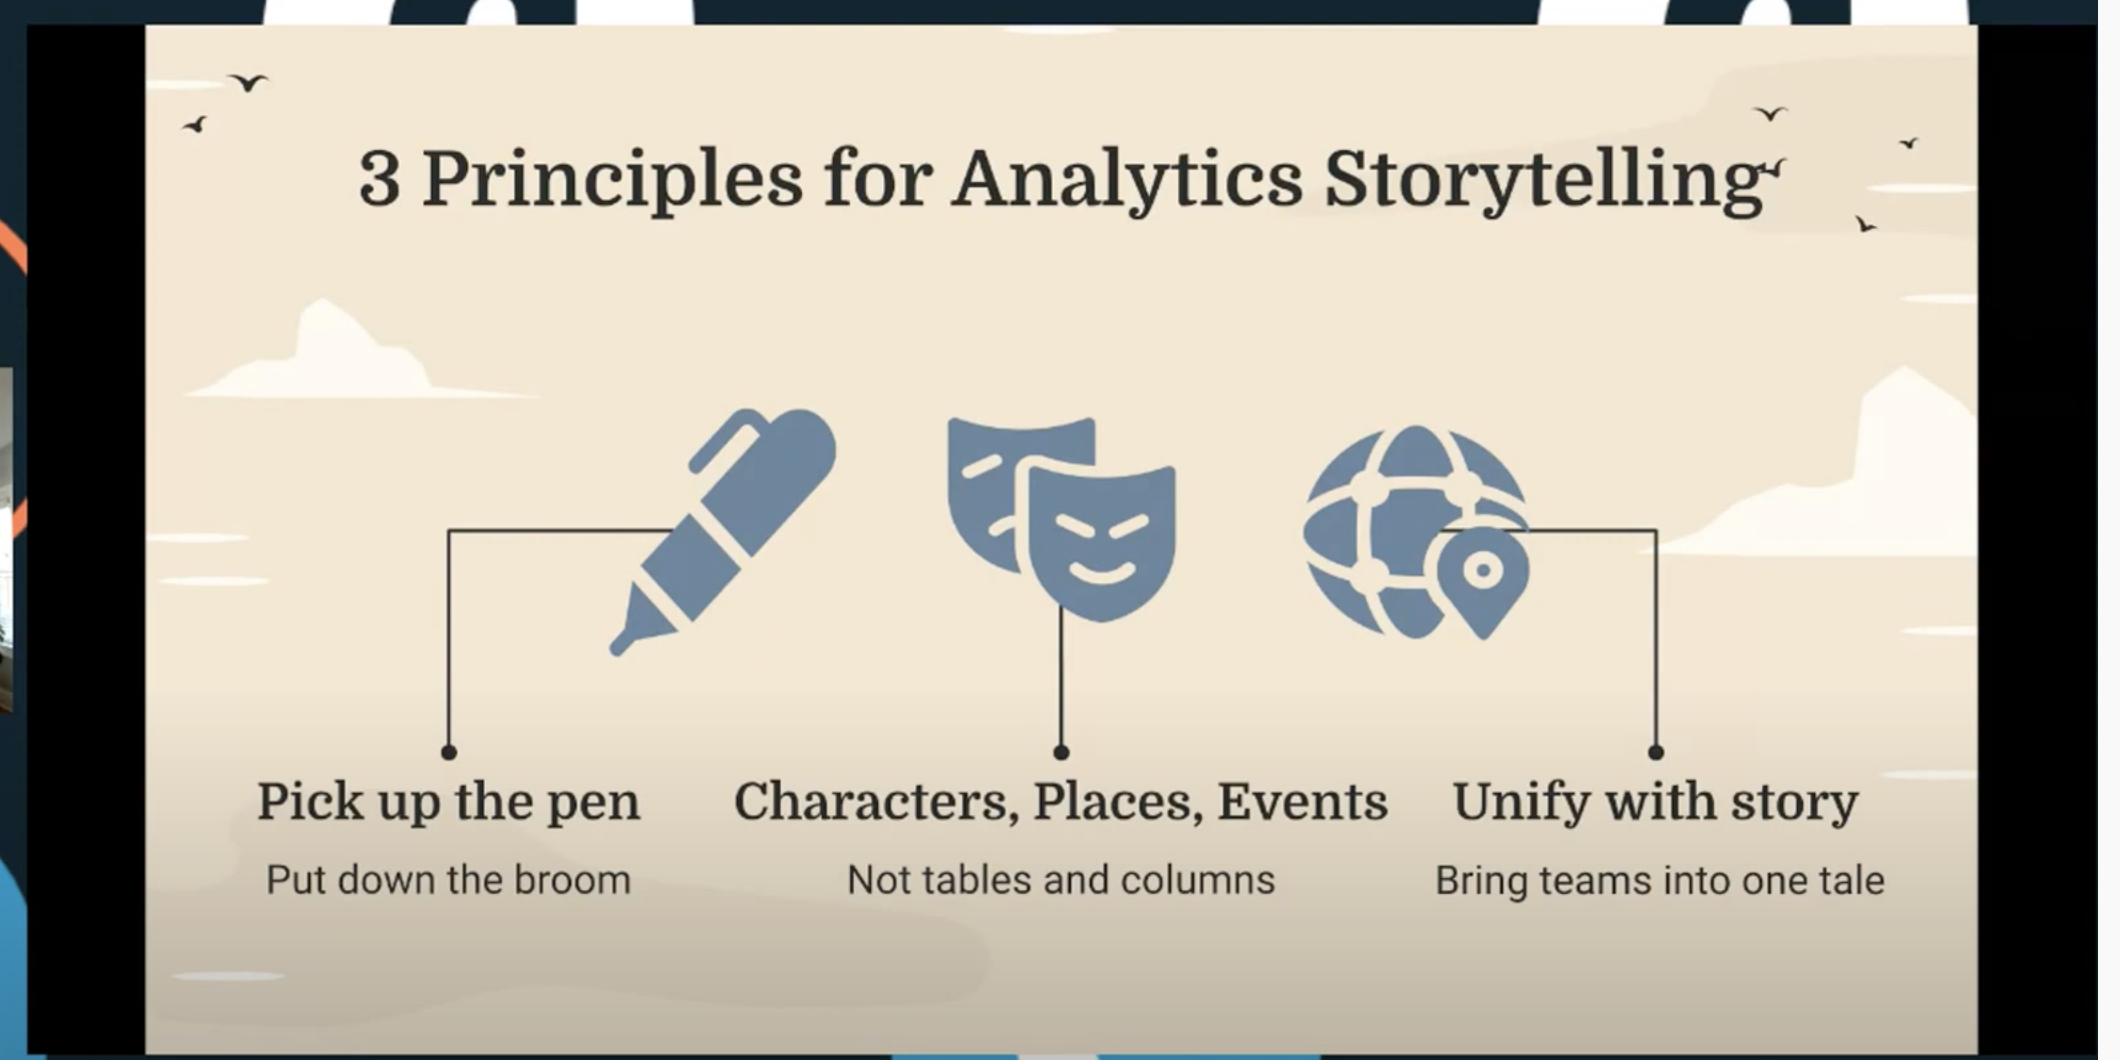 3 Principles for Analytics Storytelling
Pick up the pen
Put down the broom
Characters, Places, Events
Not tables and columns
Unify with story
Bring teams into one tale